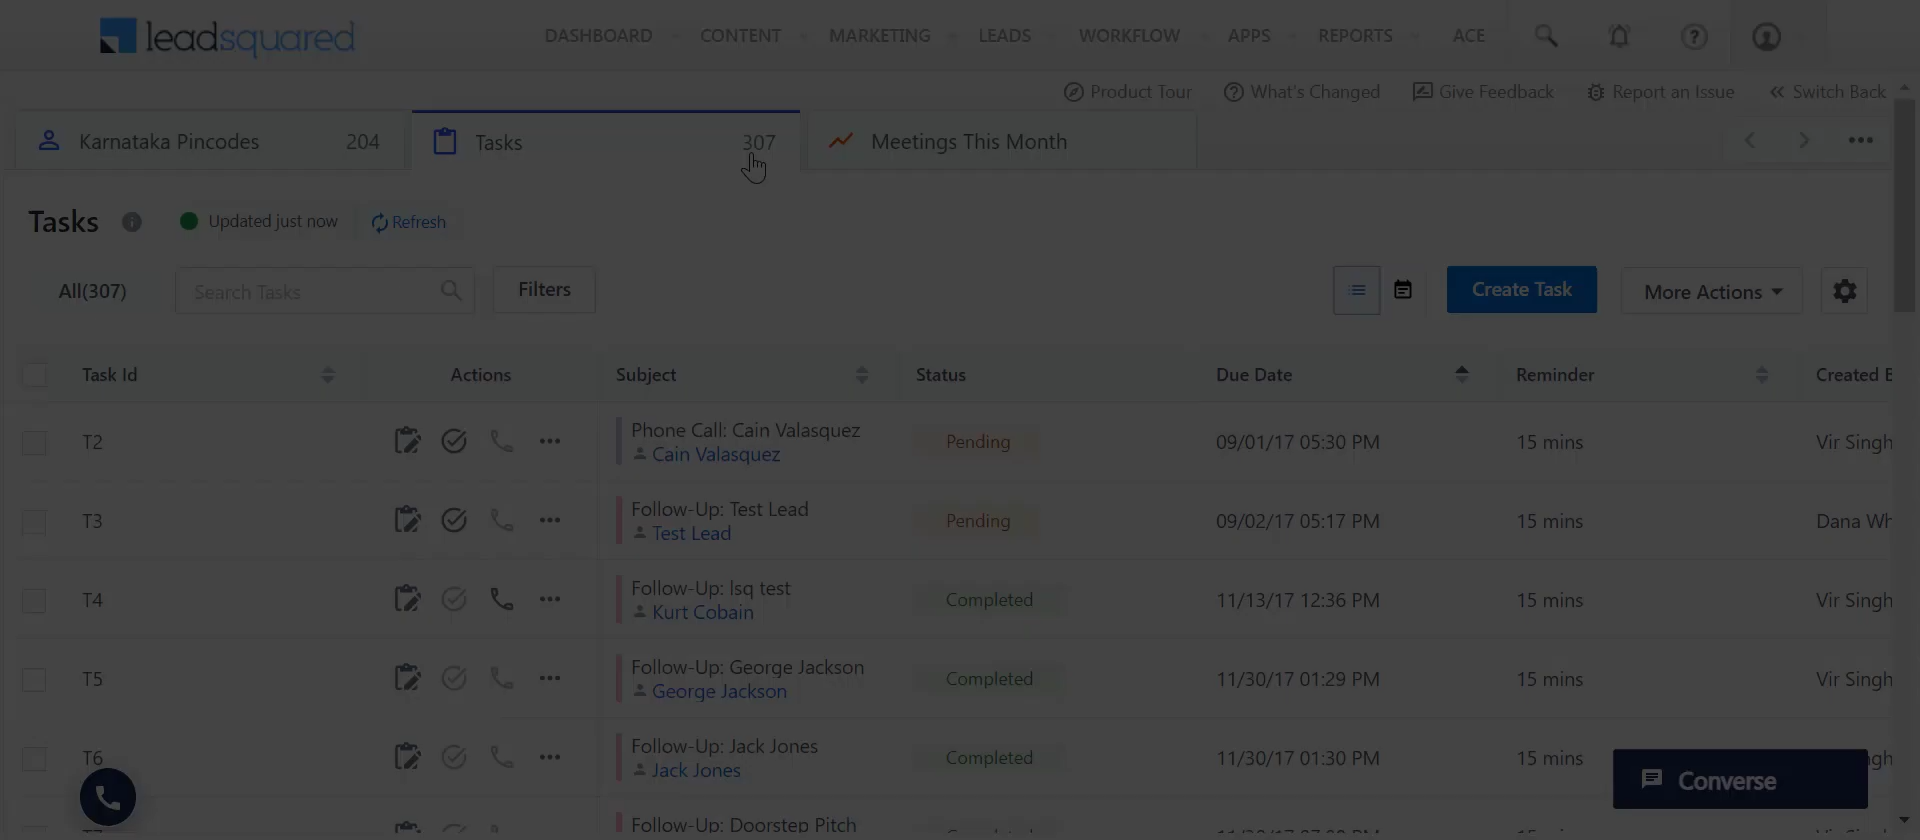 leadsquared
DASHBOARD CONTENT MARKETING LEADS WORKFLOW APPS REPORTS ACE
Product Tour What's Changed Give Feedback Report an Issue Switch Back
Karnataka Pincodes 204 Tasks 307 Meetings This Month
Tasks Updated just now Refresh
All(307) Search Tasks Filters Create Task More Actions
Task Id Actions Subject Status Due Date Reminder Created B
T2 Phone Call: Cain Valasquez Pending 09/01/17 05:30 PM 15 mins Vir Singh
Cain Valasquez
T3 Follow-Up: Test Lead Pending 09/02/17 05:17 PM 15 mins Dana Wh
Test Lead
T4 Follow-Up: lsq test Completed 11/13/17 12:36 PM 15 mins Vir Singh
Kurt Cobain
T5 Follow-Up: George Jackson Completed 11/30/17 01:29 PM 15 mins Vir Singh
George Jackson
T6 Follow-Up: Jack Jones Completed 11/30/17 01:30 PM 15 mins
Jack Jones
Converse
Follow-Up: Doorstep Pitch